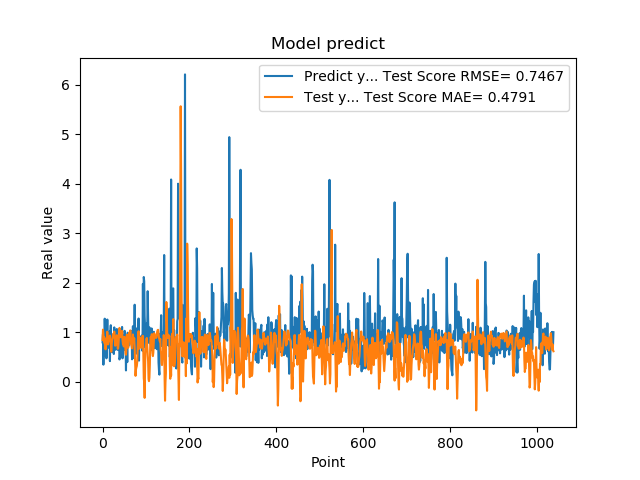 Model predict
Predict y... Test Score RMSE= 0.7467
Test y... Test Score MAE= 0.4791
6
5
4
3
2
1
0
Real value
0 200 400 600 800 1000
Point